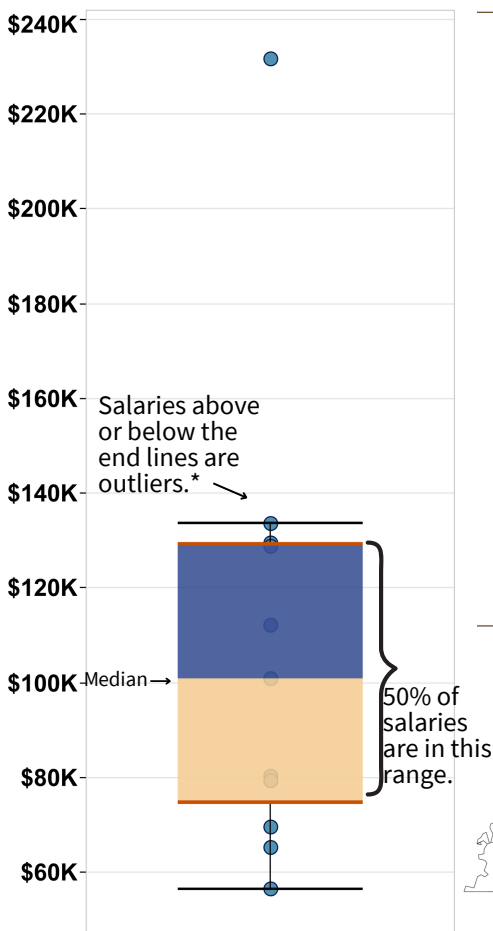 $240K
$220K
$200K
$180K
$160K
Salaries above
or below the
end lines are
outliers.*
$140K
$120K
Median
$100K
50% of
salaries
are in this
range.
$80K
$60K